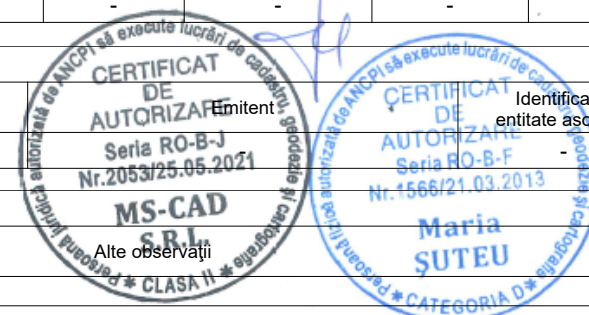 - - -
Persoană juridică autorizată de ANCPI să execute lucrări de cadastru, geodezie și cartografie
CERTIFICAT
DE
AUTORIZARE
Seria RO-B-J
Nr.2053/25.05.2021
MS-CAD
S.R.L.
* CLASA II *
Persoană fizică autorizată de ANCPI să execute lucrări de cadastru, geodezie și cartografie
CERTIFICAT
DE
AUTORIZARE
Seria RO-B-F
Nr.1566/21.03.2013
Maria
ȘUTEU
* CATEGORIA D *
Emitent
Identifica
entitate aso
- -
Alte observaţii